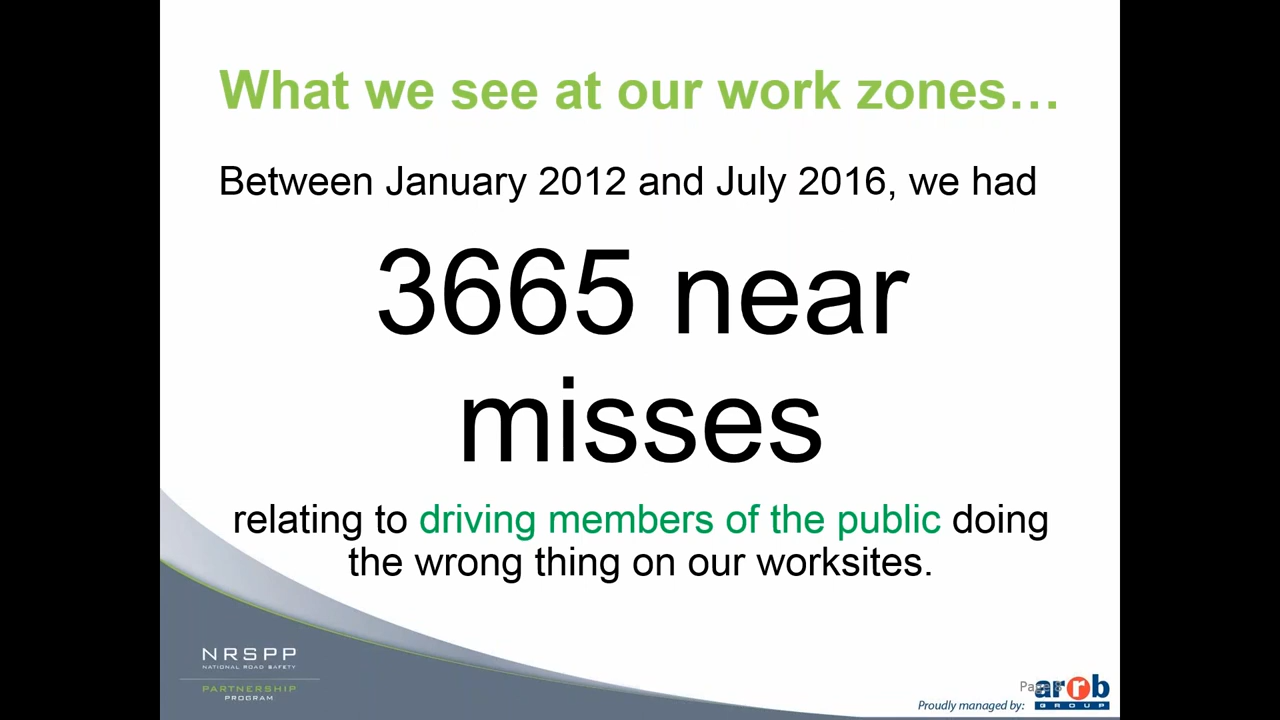 What we see at our work zones…
Between January 2012 and July 2016, we had
3665 near
misses
relating to driving members of the public doing
the wrong thing on our worksites.
NRSPP
NATIONAL ROAD SAFETY
PARTNERSHIP
PROGRAM
Page
Proudly managed by:
arrb
GROUP